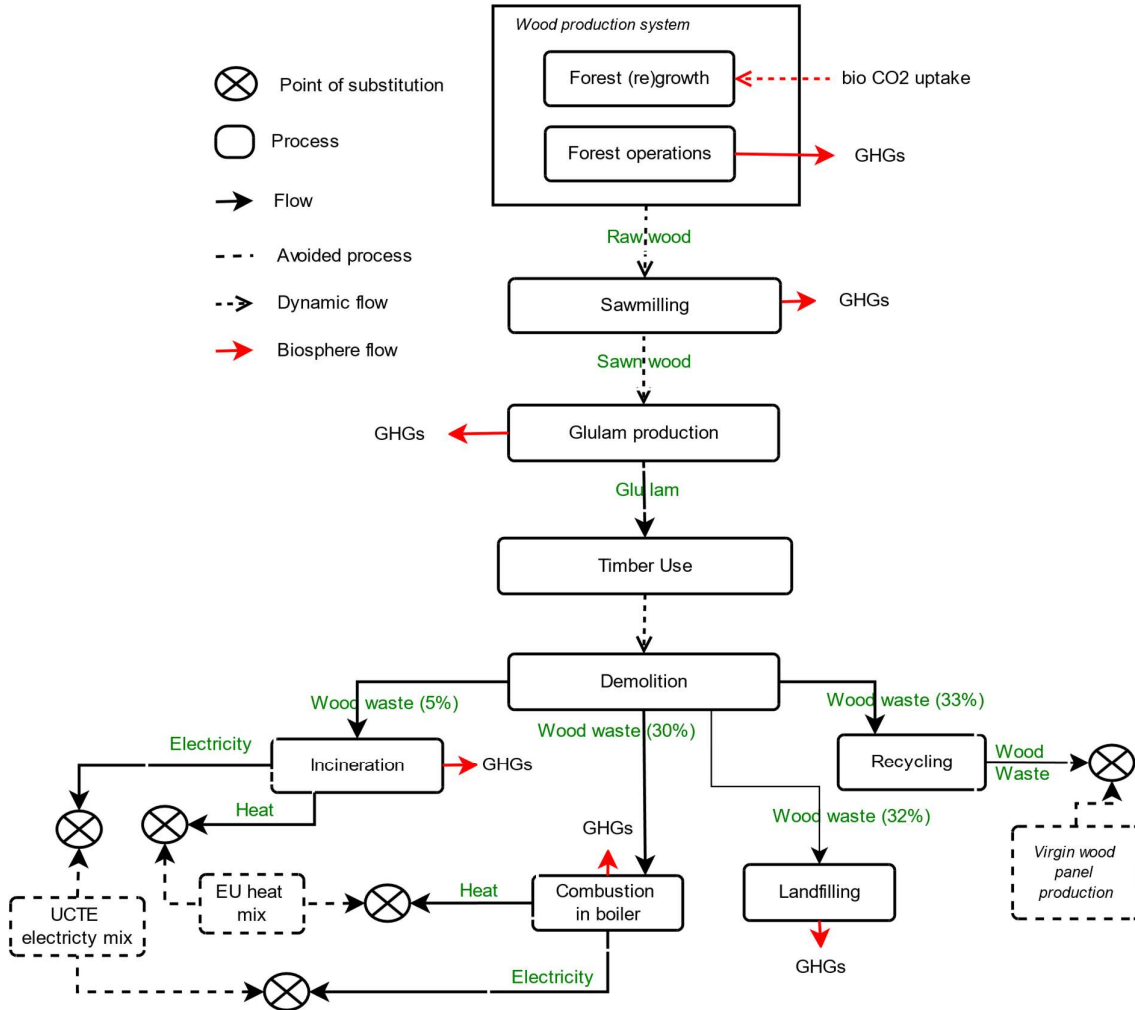 Wood production system
Forest (re)growth
bio CO2 uptake
Point of substitution
Process
Forest operations
GHGs
Flow
Raw wood
Avoided process
Dynamic flow
Sawmilling
GHGs
Biosphere flow
Sawn wood
GHGs
Glulam production
Glu lam
Timber Use
Demolition
Wood waste (5%)
Wood waste (30%)
Wood waste (33%)
Electricity
Incineration
GHGs
Recycling
Wood
Waste
Heat
GHGs
Wood waste (32%)
Virgin wood
panel
production
EU heat
mix
Heat
Combustion
in boiler
Landfilling
UCTE
electricty mix
Electricity
GHGs